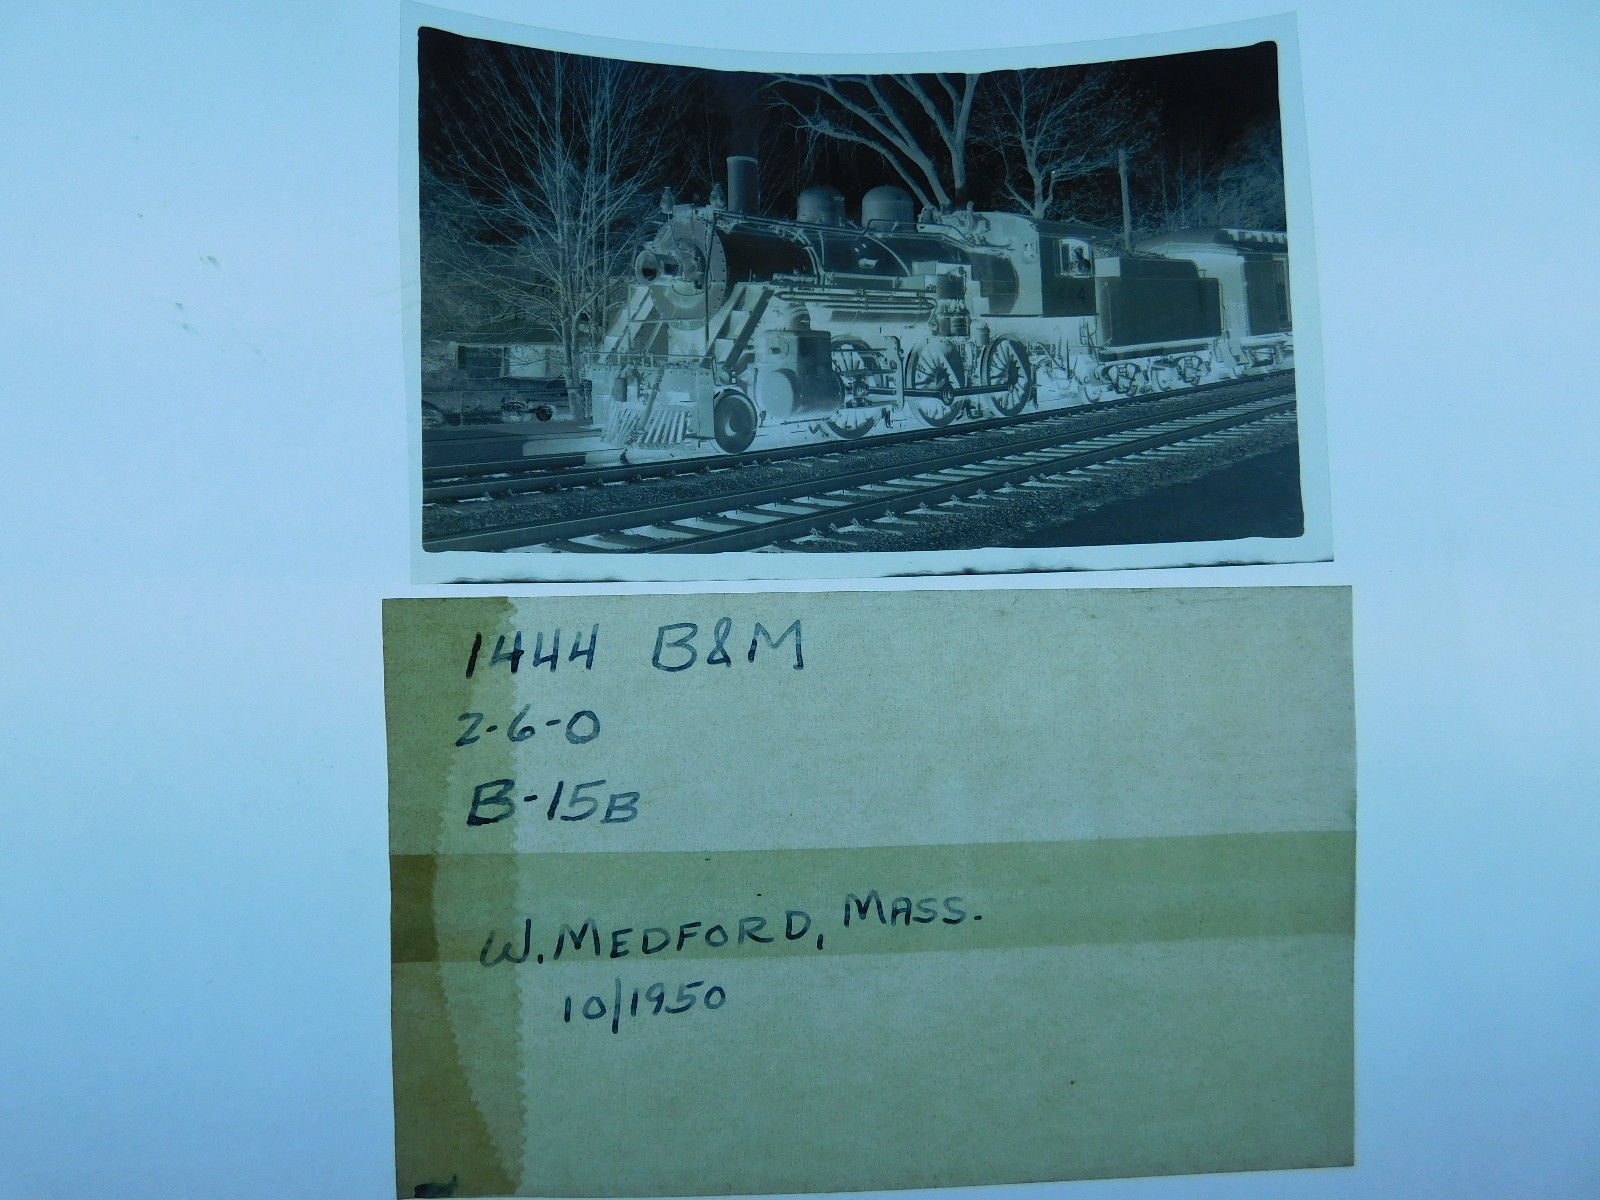 1444 B&M
2-6-0
B-15B
W. MEDFORD, MASS.
10/1950